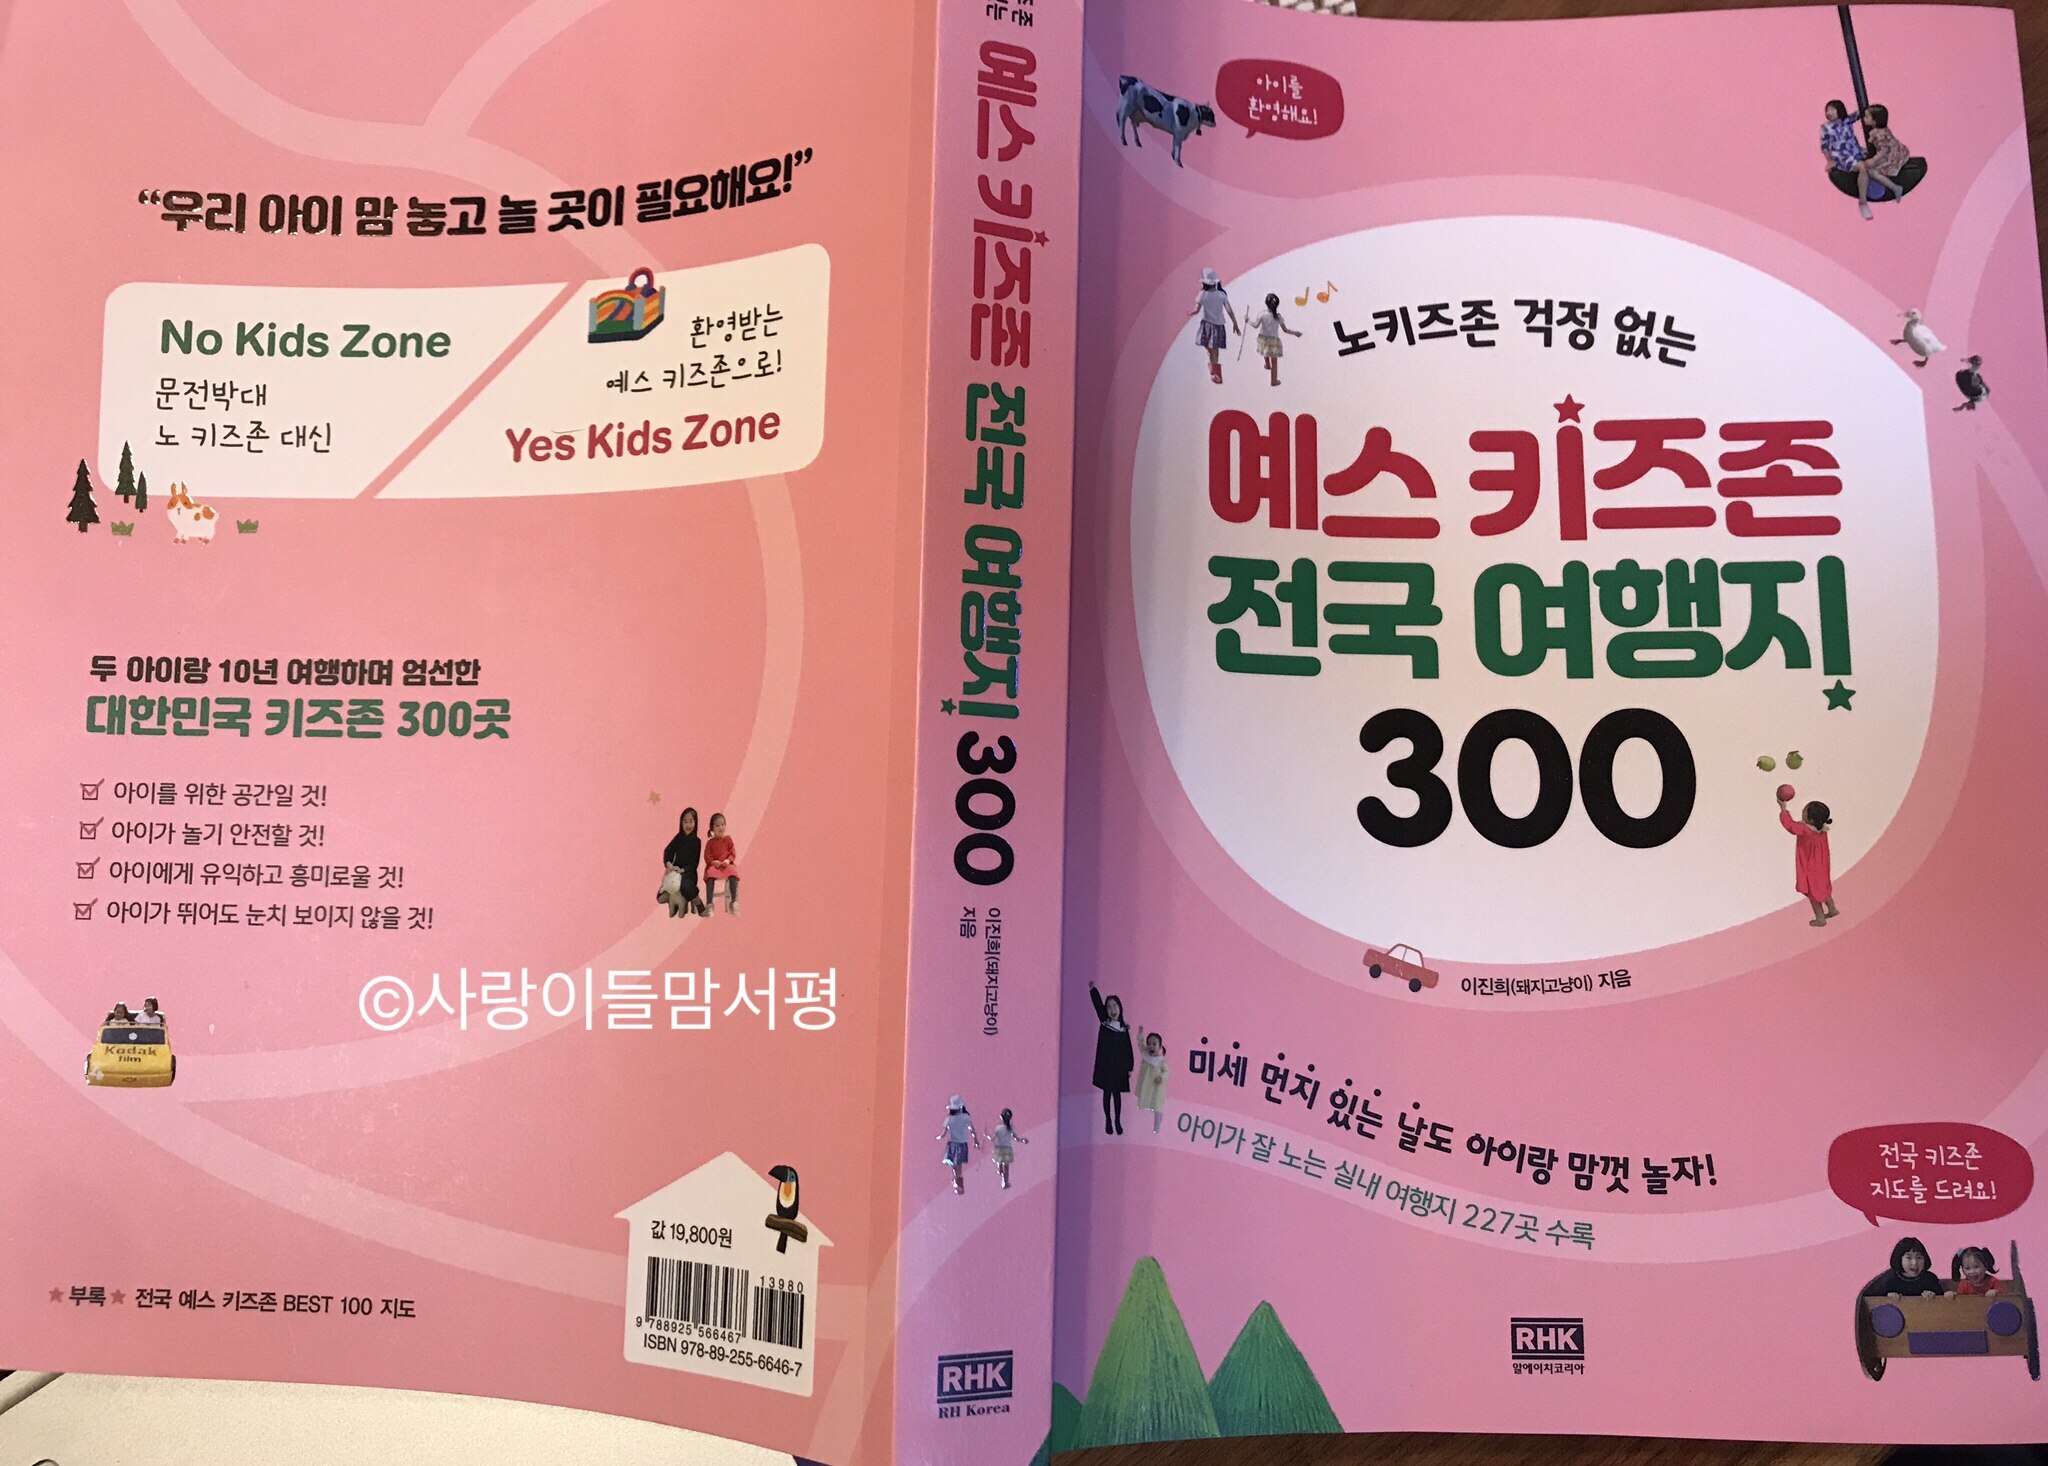 “우리 아이 맘 놓고 놀 곳이 필요해요!”
No Kids Zone
문전박대
노 키즈존 대신
환영받는
예스 키즈존으로!
Yes Kids Zone
두 아이랑 10년 여행하며 엄선한
대한민국 키즈존 300곳
아이를 위한 공간일 것!
아이가 놀기 안전할 것!
아이에게 유익하고 흥미로울 것!
아이가 뛰어도 눈치 보이지 않을 것!
©사랑이들맘서평
Kodak
film
값 19,800원
13980
9 788925 566467
ISBN 978-89-255-6646-7
★부록★ 전국 예스 키즈존 BEST 100 지도
예스 키즈존 전국 여행지 300
이진희(돼지고냥이)
지음
RHK
RH Korea
아이를
환영해요!
노키즈존 걱정 없는
예스 키즈존
전국 여행지
300
이진희(돼지고냥이) 지음
미세 먼지 있는 날도 아이랑 맘껏 놀자!
아이가 잘 노는 실내 여행지 227곳 수록
전국 키즈존
지도를 드려요!
RHK
알에이치코리아